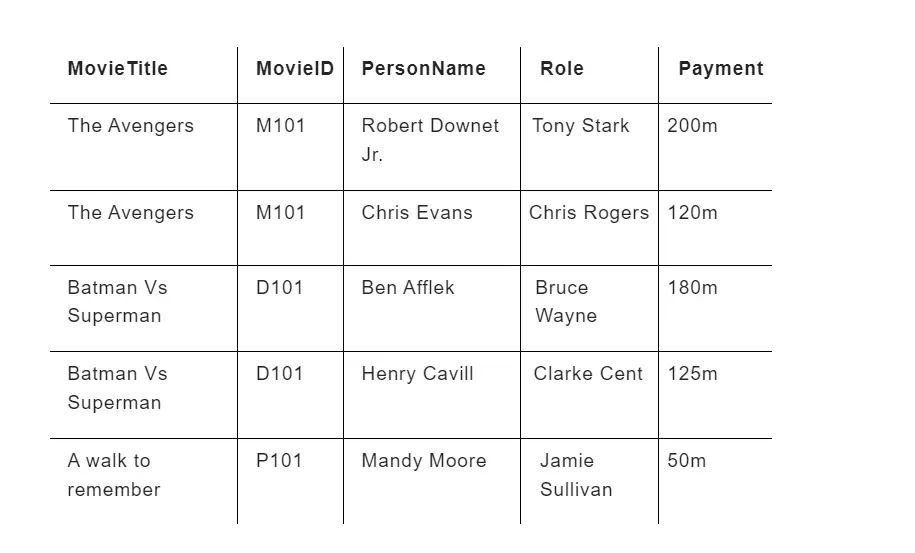 MovieTitle MovieID PersonName Role Payment
The Avengers M101 Robert Downet Tony Stark 200m
Jr.
The Avengers M101 Chris Evans Chris Rogers 120m
Batman Vs D101 Ben Afflek Bruce 180m
Superman Wayne
Batman Vs D101 Henry Cavill Clarke Cent 125m
Superman
A walk to P101 Mandy Moore Jamie 50m
remember Sullivan